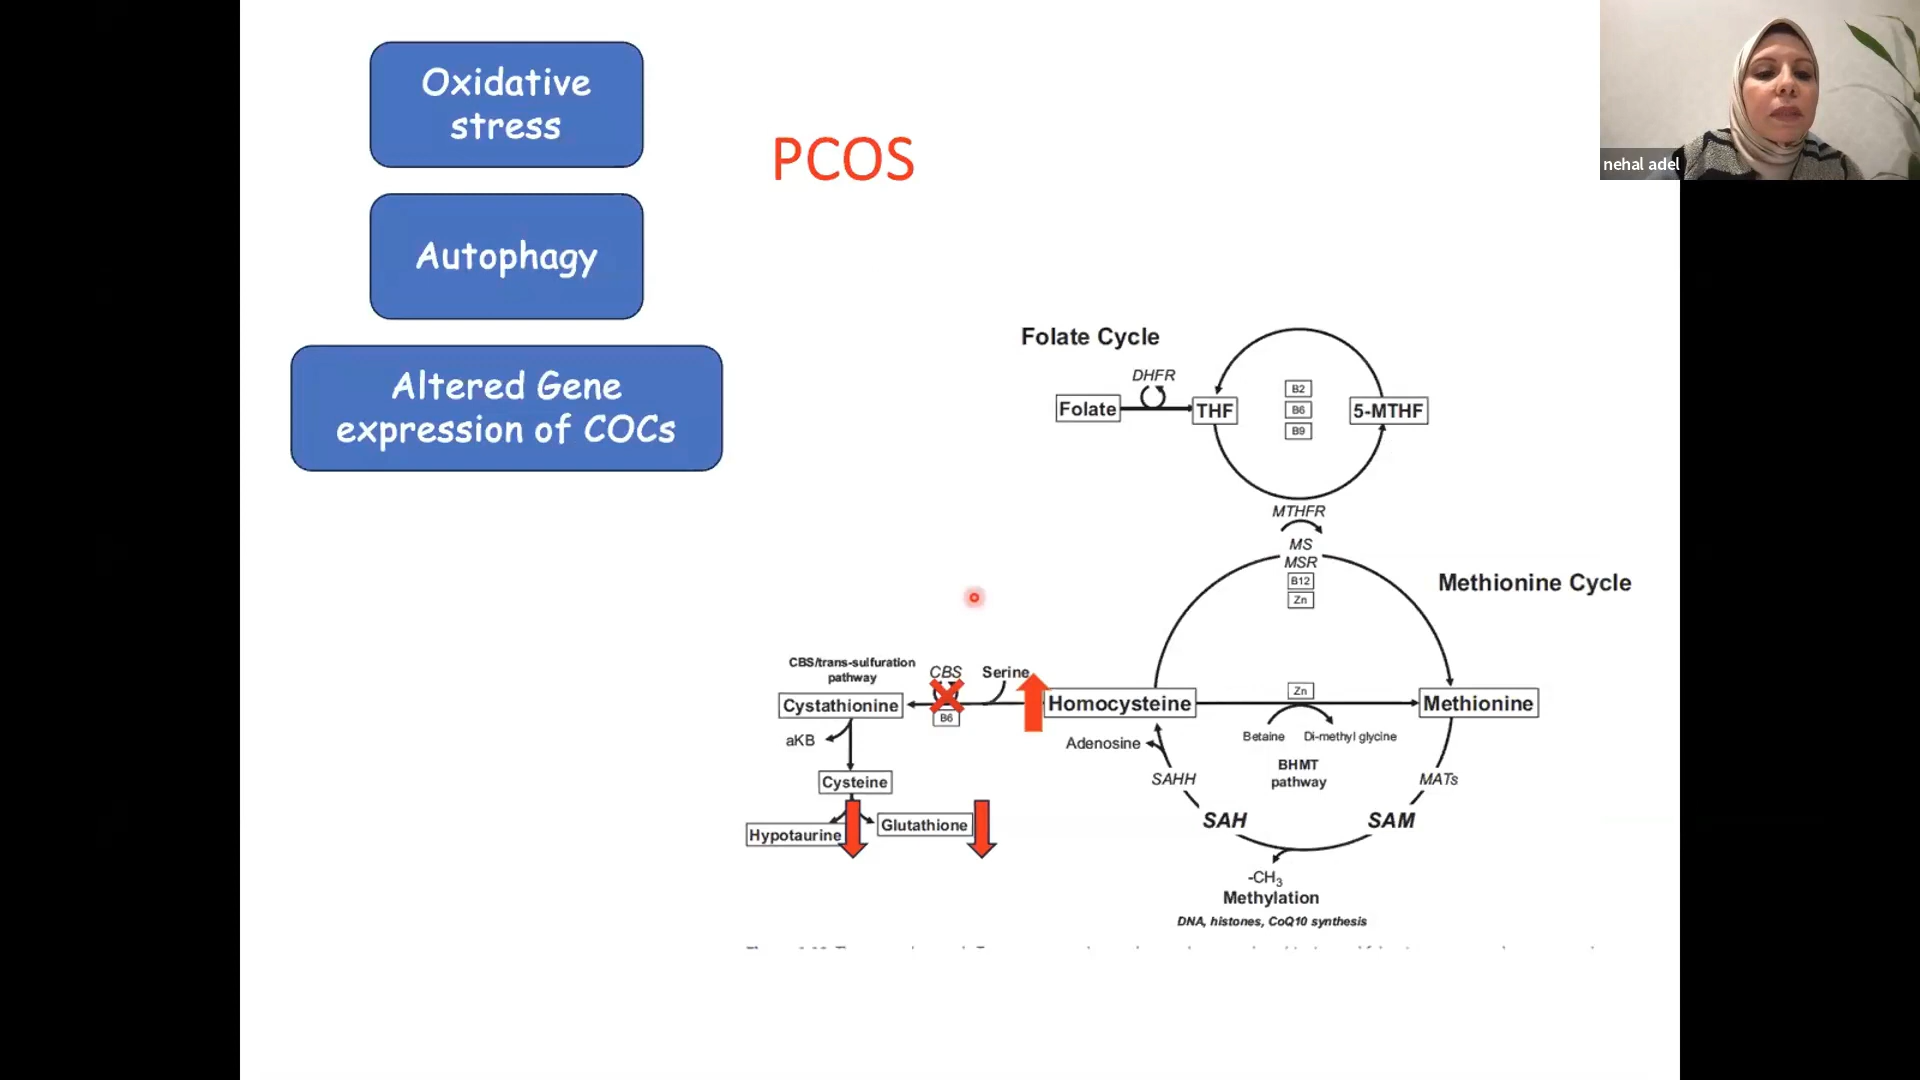 Oxidative
stress
Autophagy
Altered Gene
expression of COCs
PCOS
nehal adel
Folate Cycle
DHFR
Folate
THF
B2
B6
B9
5-MTHF
MTHFR
MS
MSR
B12
Zn
Methionine Cycle
CBS/trans-sulfuration
pathway
CBS
Serine
Cystathionine
B6
Homocysteine
Zn
Methionine
aKB
Adenosine
Betaine
Di-methyl glycine
BHMT
pathway
SAHH
MATs
Cysteine
Hypotaurine
Glutathione
SAH
SAM
-CH3
Methylation
DNA, histones, CoQ10 synthesis